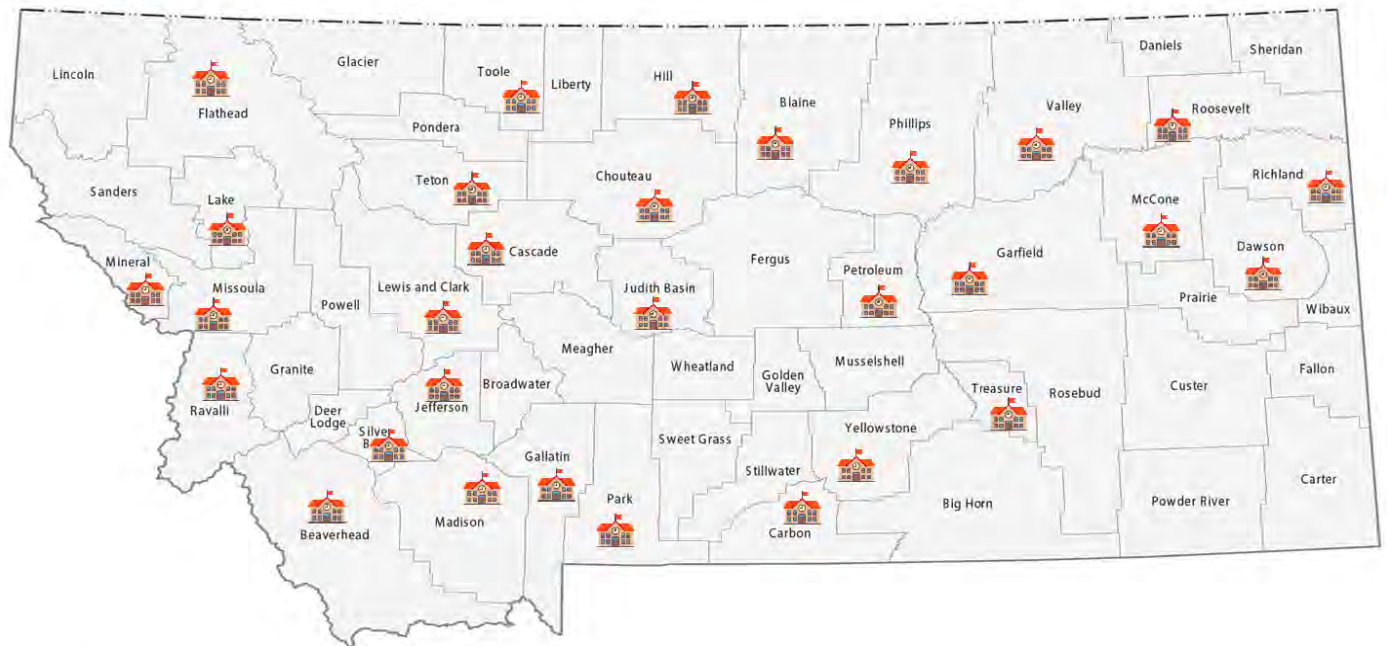 Lincoln
Flathead
Glacier
Toole
Liberty
Hill
Blaine
Phillips
Valley
Daniels
Sheridan
Roosevelt
Pondera
Sanders
Lake
Teton
Chouteau
McCone
Richland
Mineral
Missoula
Powell
Lewis and Clark
Cascade
Judith Basin
Fergus
Petroleum
Garfield
Dawson
Prairie
Wibaux
Ravalli
Granite
Deer
Lodge
Silve
B
Jefferson
Broadwater
Meagher
Wheatland
Golden
Valley
Musselshell
Treasure
Rosebud
Custer
Fallon
Beaverhead
Madison
Gallatin
Park
Sweet Grass
Stillwater
Yellowstone
Carbon
Big Horn
Powder River
Carter